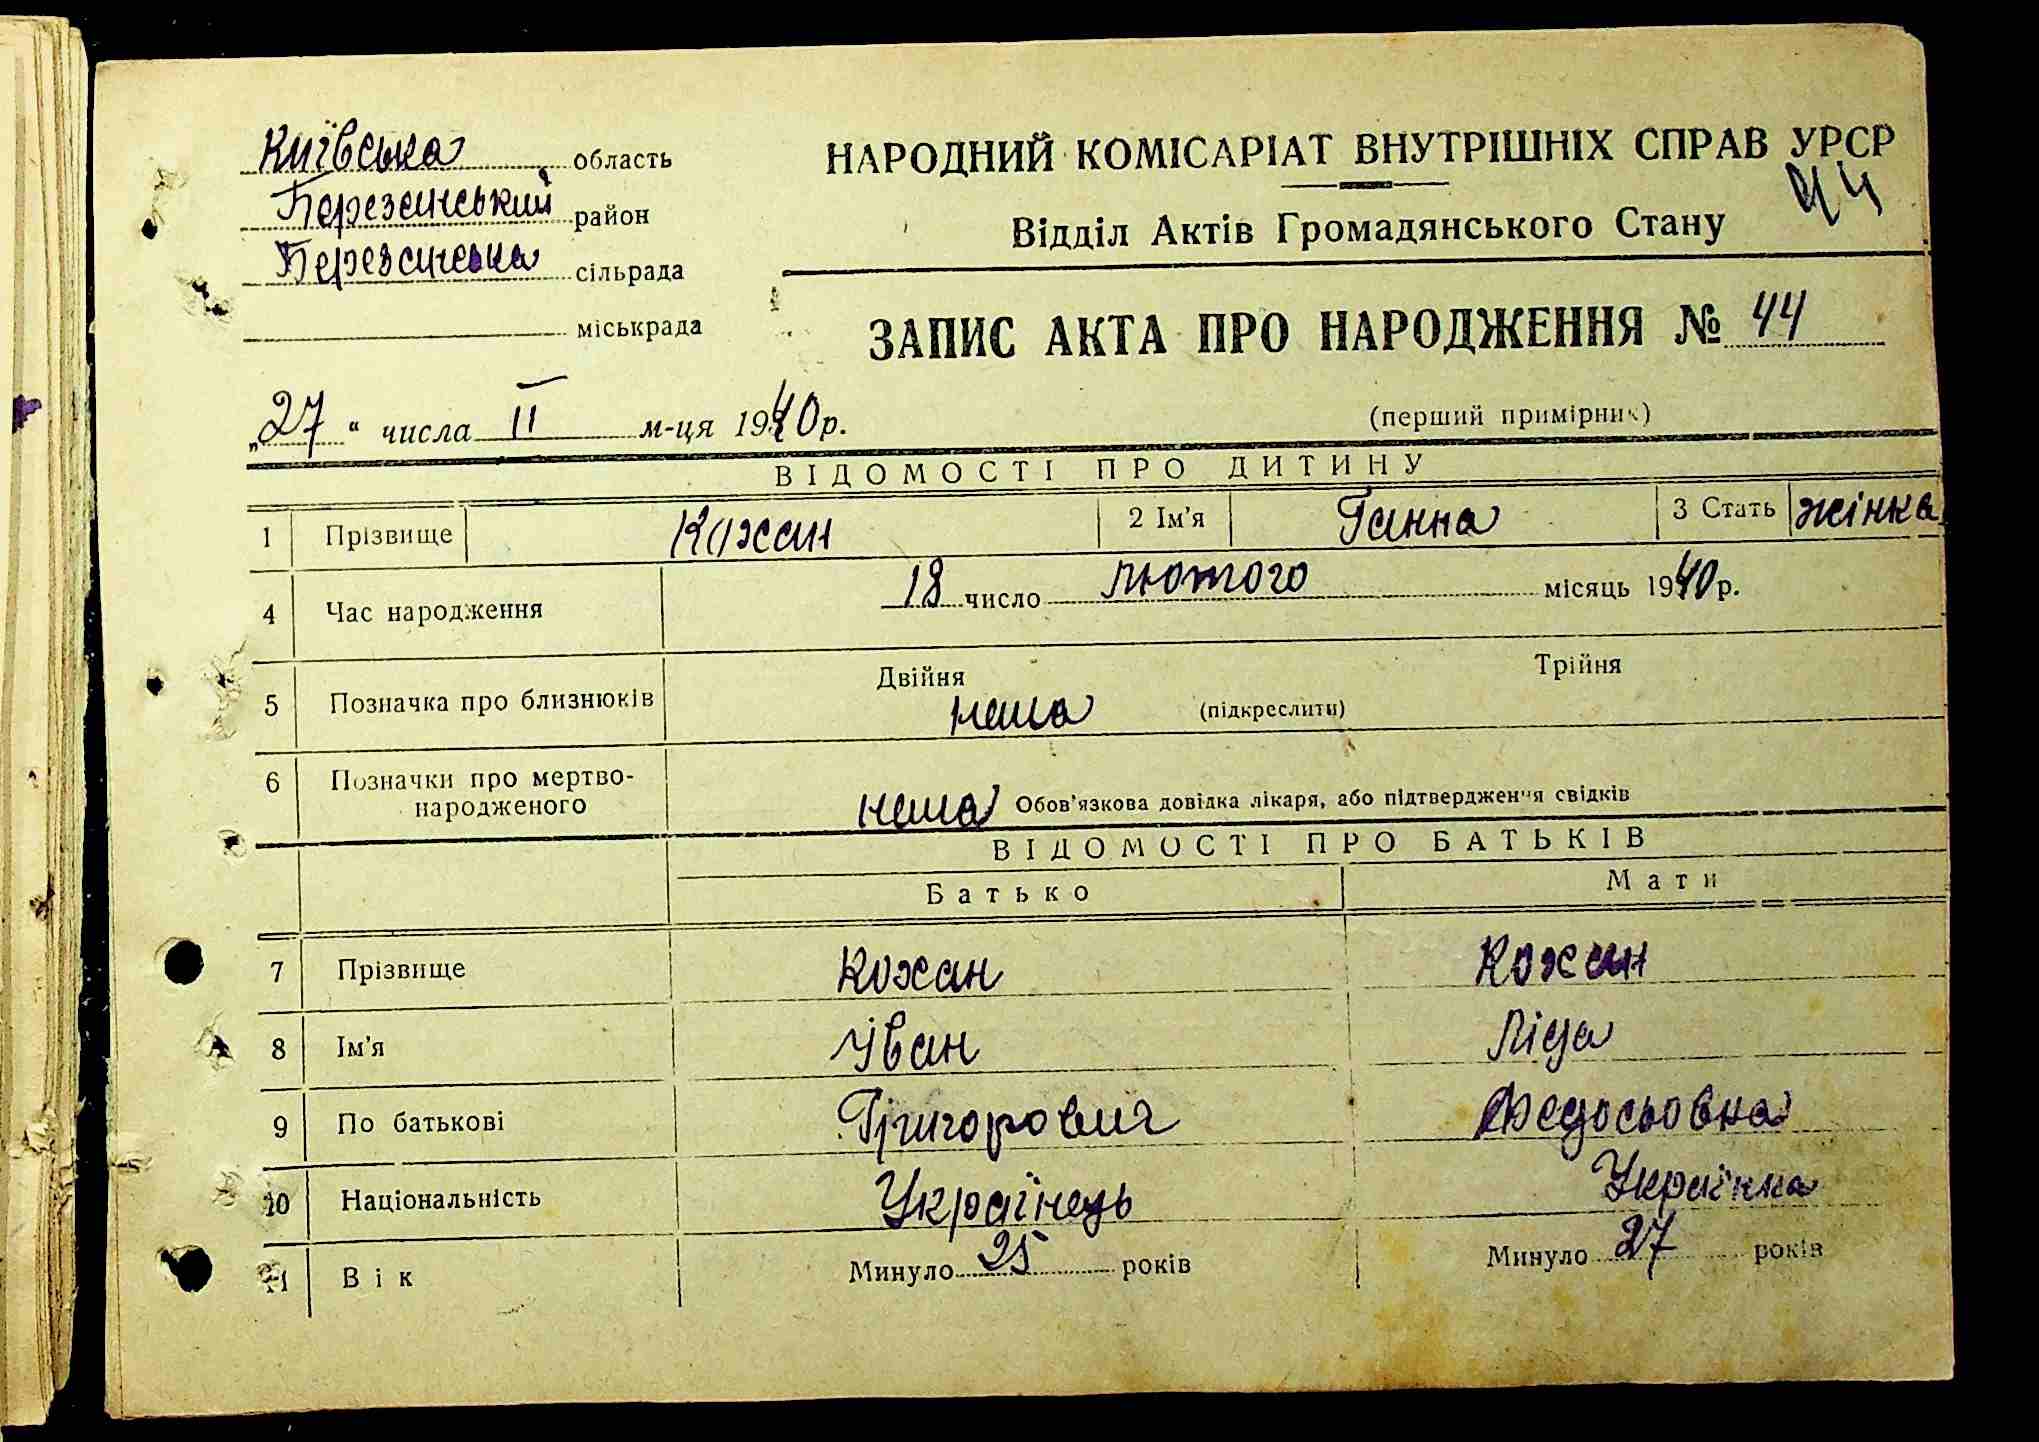 Київська область
Березанський район
Березанська сільрада
міськрада
НАРОДНИЙ КОМІСАРІАТ ВНУТРІШНІХ СПРАВ УРСР
44
Відділ Актів Громадянського Стану
ЗАПИС АКТА ПРО НАРОДЖЕННЯ № 44
„27“ числа II м-ця 1940 р.
(перший примірник)
ВІДОМОСТІ ПРО ДИТИНУ
1 Прізвище Кожан 2 Ім'я Ганна 3 Стать жінка
4 Час народження 18 число лютого місяць 1940 р.
Двійня Трійня
5 Позначка про близнюків нема (підкреслити)
6 Позначки про мертво-
народженого нема Обов'язкова довідка лікаря, або підтвердження свідків
ВІДОМОСТІ ПРО БАТЬКІВ
Батько Мати
7 Прізвище Кожан Кожан
8 Ім'я Іван Ліда
9 По батькові Григорович Федосьовна
10 Національність Українець Українка
11 Вік Минуло 25 років Минуло 27 років